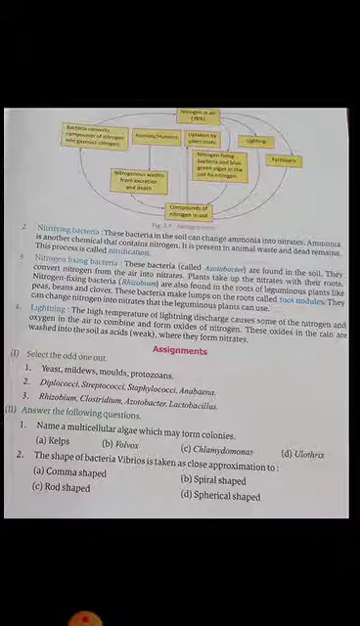 Nitrogen in air
(78%)
Bacteria converts
compounds of nitrogen
into gaseous nitrogen
Animals/Humans
Uptaken by
plant roots
Lighting
Nitrogen fixing
bacteria and blue
green algae in the
soil fix nitrogen
Fertilisers
Nitrogenous wastes
from excretion
and death
Compounds of
nitrogen in soil
Fig.
2. Nitrifying bacteria : These bacteria in the soil can change ammonia into nitrates. Ammonia
is another chemical that contains nitrogen. It is present in animal waste and dead remains.
This process is called nitrification.
3. Nitrogen fixing bacteria : These bacteria (called Azotobacter) are found in the soil. They
convert nitrogen from the air into nitrates. Plants take up the nitrates with their roots.
Nitrogen-fixing bacteria (Rhizobium) are also found in the roots of leguminous plants like
peas, beans and clover. These bacteria make lumps on the roots called root nodules. They
can change nitrogen into nitrates that the leguminous plants can use.
4. Lightning : The high temperature of lightning discharge causes some of the nitrogen and
oxygen in the air to combine and form oxides of nitrogen. These oxides in the rain are
washed into the soil as acids (weak), where they form nitrates.
Assignments
(I) Select the odd one out.
1. Yeast, mildews, moulds, protozoans.
2. Diplococci, Streptococci, Staphylococci, Anabaena.
3. Rhizobium, Clostridium, Azotobacter, Lactobacillus.
(II) Answer the following questions.
1. Name a multicellular algae which may form colonies.
(a) Kelps (b) Volvox (c) Chlamydomonas (d) Ulothrix
2. The shape of bacteria Vibrios is taken as close approximation to :
(a) Comma shaped (b) Spiral shaped
(c) Rod shaped (d) Spherical shaped